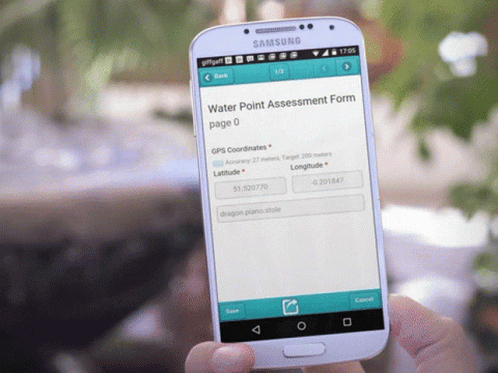 SAMSUNG
giffgaff 17:05
Back 1/3
Water Point Assessment Form
page 0
GPS Coordinates *
Accuracy: 27 meters, Target: 200 meters
Latitude * Longitude *
51.520770 -0.201847
dragon.piano.stole
Save Cancel